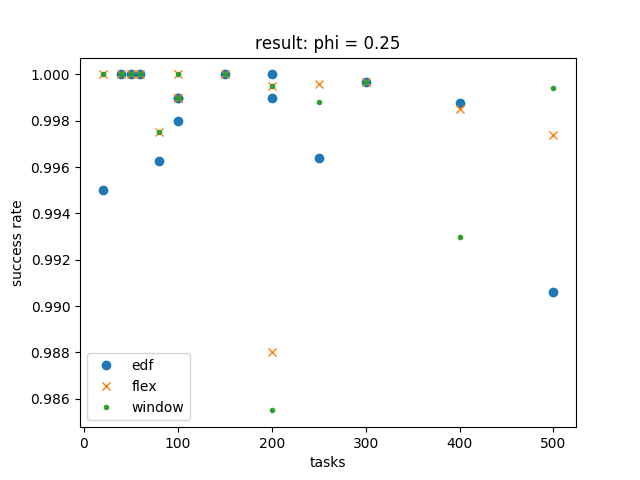 result: phi = 0.25
success rate
1.000
0.998
0.996
0.994
0.992
0.990
0.988
0.986
edf
flex
window
0 100 200 300 400 500
tasks